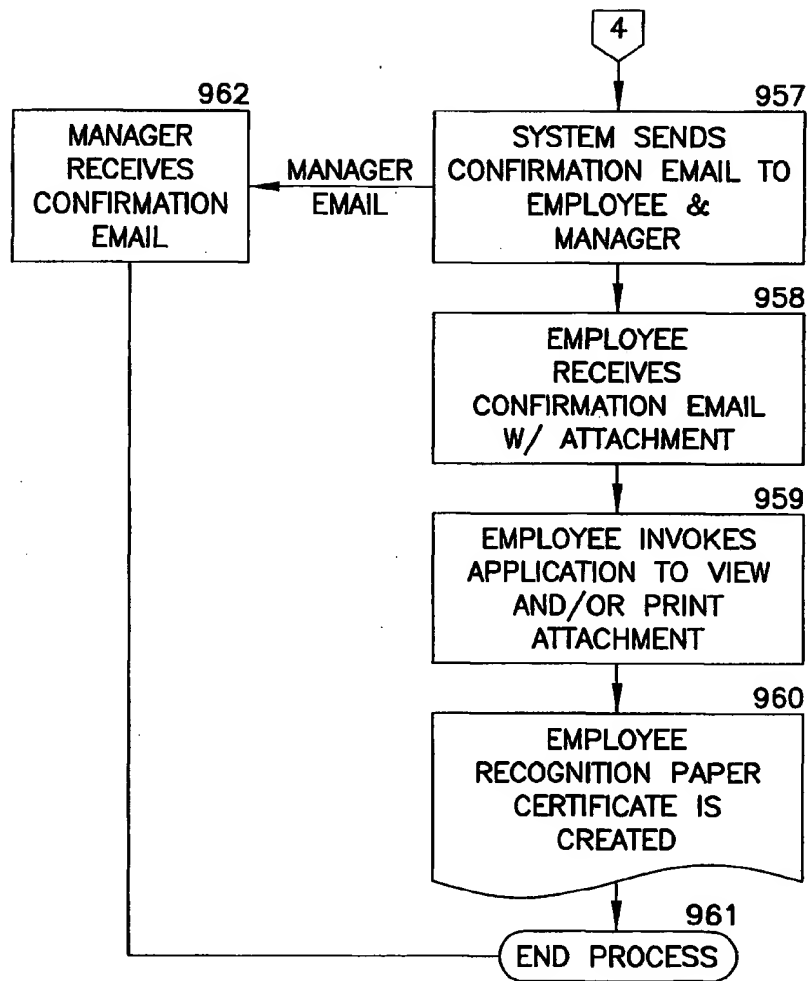 4
957
SYSTEM SENDS
CONFIRMATION EMAIL TO
EMPLOYEE &
MANAGER
MANAGER
EMAIL
962
MANAGER
RECEIVES
CONFIRMATION
EMAIL
958
EMPLOYEE
RECEIVES
CONFIRMATION EMAIL
W/ ATTACHMENT
959
EMPLOYEE INVOKES
APPLICATION TO VIEW
AND/OR PRINT
ATTACHMENT
960
EMPLOYEE
RECOGNITION PAPER
CERTIFICATE IS
CREATED
961
END PROCESS